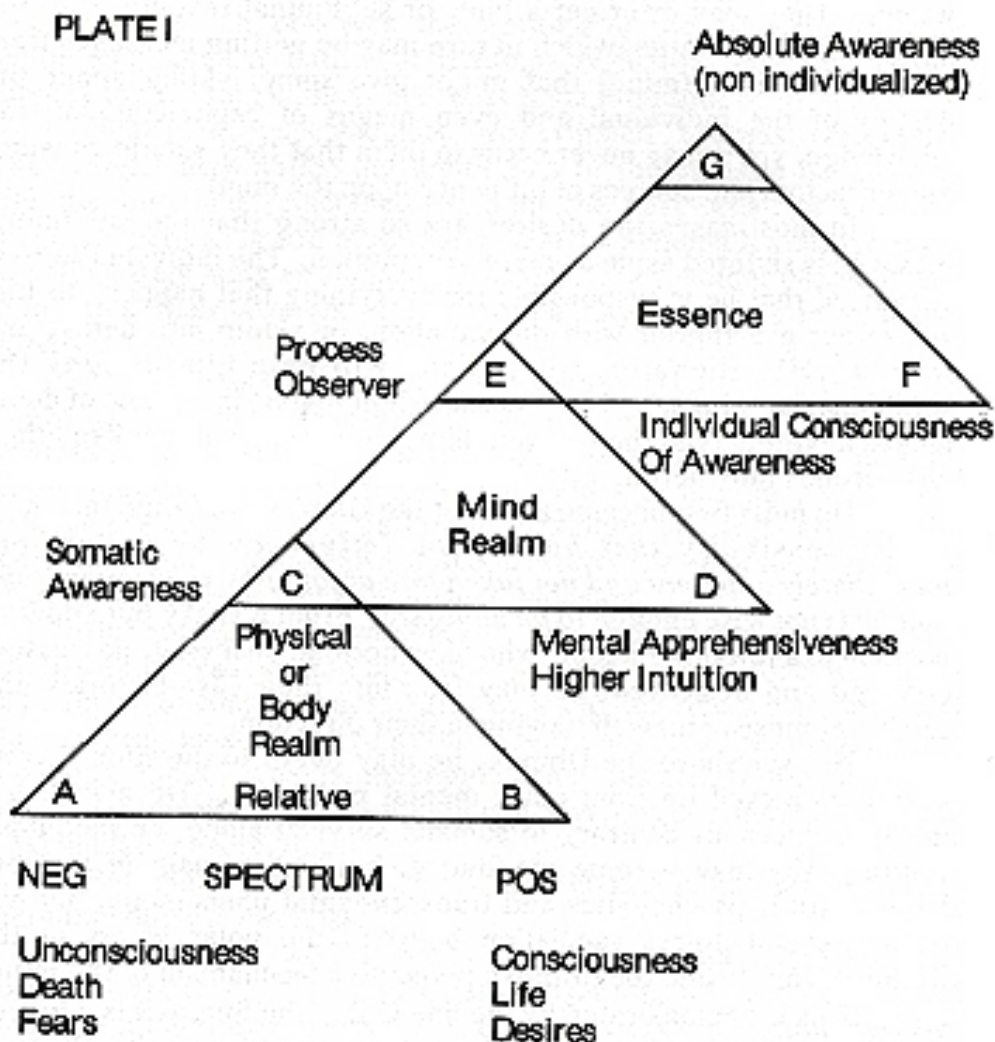 PLATE I
Absolute Awareness
(non individualized)
G
Essence
Process
Observer
E
F
Individual Consciousness
Of Awareness
Mind
Realm
Somatic
Awareness
C
D
Physical
or
Body
Realm
Mental Apprehensiveness
Higher Intuition
A
Relative
B
NEG SPECTRUM POS
Unconsciousness
Death
Fears
Consciousness
Life
Desires